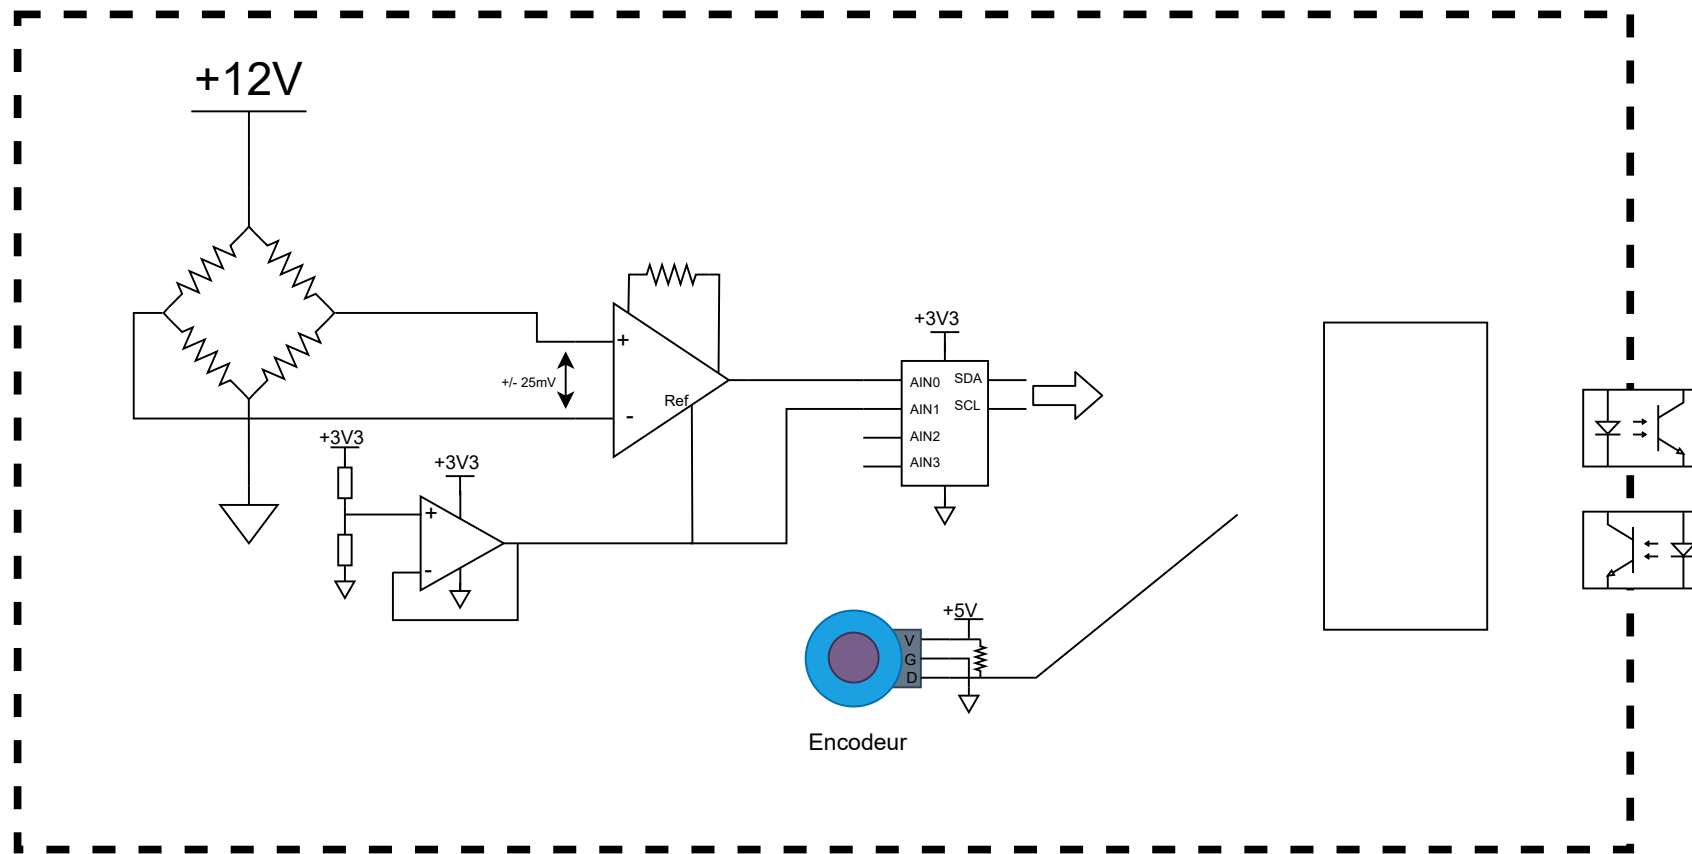 +12V
+
+/- 25mV
Ref
-
+3V3
AIN0 SDA
AIN1 SCL
AIN2
AIN3
+3V3
+3V3
+
-
+5V
V
G
D
Encodeur